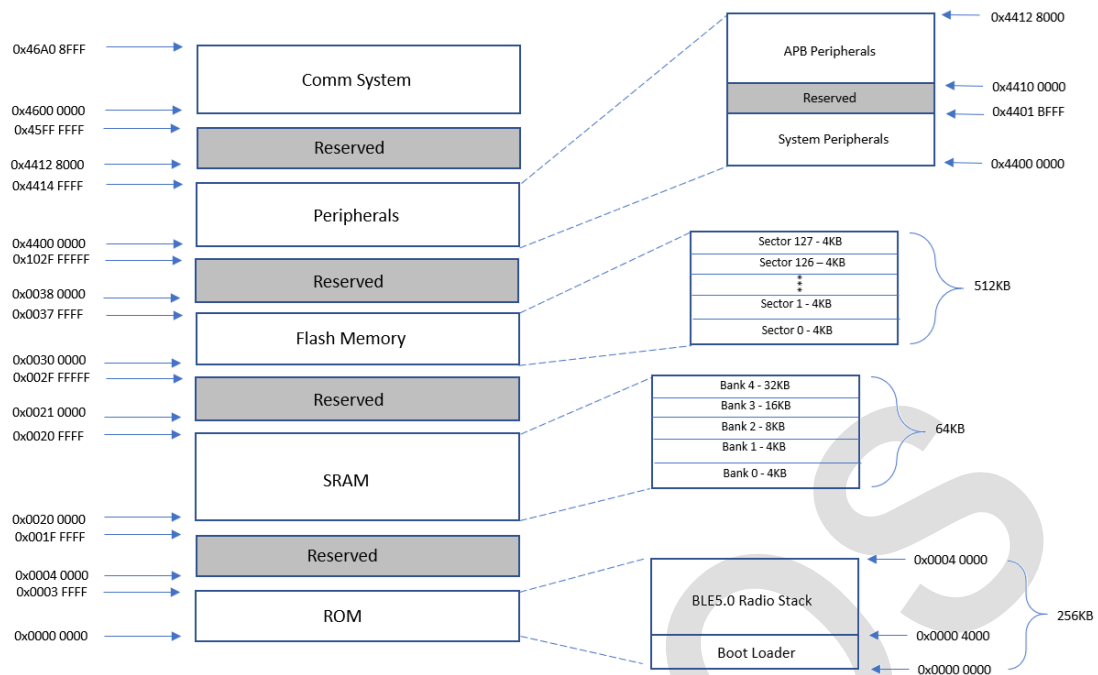 0x46A0 8FFF
Comm System
0x4600 0000
0x45FF FFFF
Reserved
0x4412 8000
0x4414 FFFF
Peripherals
0x4400 0000
0x102F FFFFF
Reserved
0x0038 0000
0x0037 FFFF
Flash Memory
0x0030 0000
0x002F FFFFF
Reserved
0x0021 0000
0x0020 FFFF
SRAM
0x0020 0000
0x001F FFFF
Reserved
0x0004 0000
0x0003 FFFF
ROM
0x0000 0000
0x4412 8000
APB Peripherals
0x4410 0000
Reserved
0x4401 BFFF
System Peripherals
0x4400 0000
Sector 127 - 4KB
Sector 126 – 4KB
***
Sector 1 - 4KB
Sector 0 - 4KB
512KB
Bank 4 - 32KB
Bank 3 - 16KB
Bank 2 - 8KB
Bank 1 - 4KB
Bank 0 - 4KB
64KB
0x0004 0000
BLE5.0 Radio Stack
0x0000 4000
Boot Loader
0x0000 0000
256KB
OS